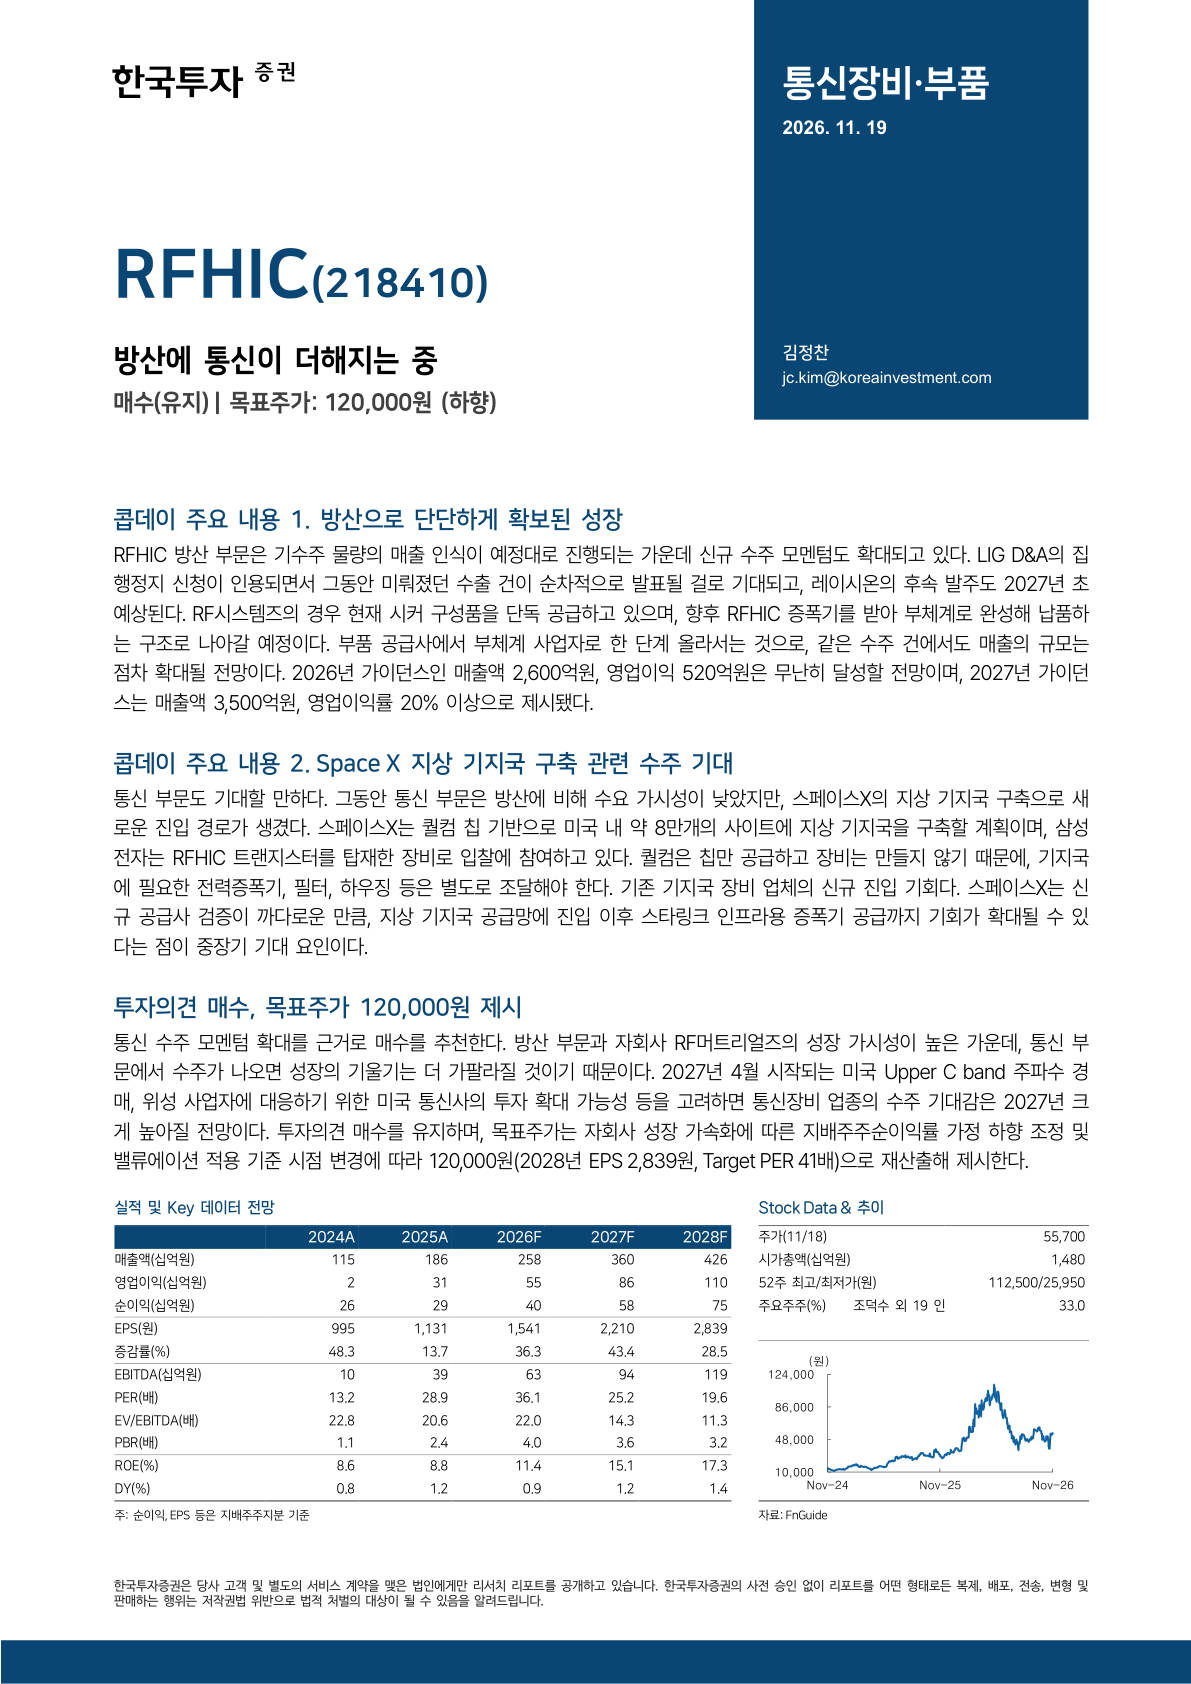 한국투자 증권
통신장비·부품
2026. 11. 19
RFHIC(218410)
방산에 통신이 더해지는 중
매수(유지) | 목표주가: 120,000원 (하향)
김정찬
jc.kim@koreainvestment.com
콥데이 주요 내용 1. 방산으로 단단하게 확보된 성장
RFHIC 방산 부문은 기수주 물량의 매출 인식이 예정대로 진행되는 가운데 신규 수주 모멘텀도 확대되고 있다. LIG D&A의 집
행정지 신청이 인용되면서 그동안 미뤄졌던 수출 건이 순차적으로 발표될 걸로 기대되고, 레이시온의 후속 발주도 2027년 초
예상된다. RF시스템즈의 경우 현재 시커 구성품을 단독 공급하고 있으며, 향후 RFHIC 증폭기를 받아 부체계로 완성해 납품하
는 구조로 나아갈 예정이다. 부품 공급사에서 부체계 사업자로 한 단계 올라서는 것으로, 같은 수주 건에서도 매출의 규모는
점차 확대될 전망이다. 2026년 가이던스인 매출액 2,600억원, 영업이익 520억원은 무난히 달성할 전망이며, 2027년 가이던
스는 매출액 3,500억원, 영업이익률 20% 이상으로 제시됐다.
콥데이 주요 내용 2. Space X 지상 기지국 구축 관련 수주 기대
통신 부문도 기대할 만하다. 그동안 통신 부문은 방산에 비해 수요 가시성이 낮았지만, 스페이스X의 지상 기지국 구축으로 새
로운 진입 경로가 생겼다. 스페이스X는 퀄컴 칩 기반으로 미국 내 약 8만개의 사이트에 지상 기지국을 구축할 계획이며, 삼성
전자는 RFHIC 트랜지스터를 탑재한 장비로 입찰에 참여하고 있다. 퀄컴은 칩만 공급하고 장비는 만들지 않기 때문에, 기지국
에 필요한 전력증폭기, 필터, 하우징 등은 별도로 조달해야 한다. 기존 기지국 장비 업체의 신규 진입 기회다. 스페이스X는 신
규 공급사 검증이 까다로운 만큼, 지상 기지국 공급망에 진입 이후 스타링크 인프라용 증폭기 공급까지 기회가 확대될 수 있
다는 점이 중장기 기대 요인이다.
투자의견 매수, 목표주가 120,000원 제시
통신 수주 모멘텀 확대를 근거로 매수를 추천한다. 방산 부문과 자회사 RF머트리얼즈의 성장 가시성이 높은 가운데, 통신 부
문에서 수주가 나오면 성장의 기울기는 더 가팔라질 것이기 때문이다. 2027년 4월 시작되는 미국 Upper C band 주파수 경
매, 위성 사업자에 대응하기 위한 미국 통신사의 투자 확대 가능성 등을 고려하면 통신장비 업종의 수주 기대감은 2027년 크
게 높아질 전망이다. 투자의견 매수를 유지하며, 목표주가는 자회사 성장 가속화에 따른 지배주주순이익률 가정 하향 조정 및
밸류에이션 적용 기준 시점 변경에 따라 120,000원(2028년 EPS 2,839원, Target PER 41배)으로 재산출해 제시한다.
실적 및 Key 데이터 전망
2024A 2025A 2026F 2027F 2028F
매출액(십억원) 115 186 258 360 426
영업이익(십억원) 2 31 55 86 110
순이익(십억원) 26 29 40 58 75
EPS(원) 995 1,131 1,541 2,210 2,839
증감률(%) 48.3 13.7 36.3 43.4 28.5
EBITDA(십억원) 10 39 63 94 119
PER(배) 13.2 28.9 36.1 25.2 19.6
EV/EBITDA(배) 22.8 20.6 22.0 14.3 11.3
PBR(배) 1.1 2.4 4.0 3.6 3.2
ROE(%) 8.6 8.8 11.4 15.1 17.3
DY(%) 0.8 1.2 0.9 1.2 1.4
주: 순이익, EPS 등은 지배주주지분 기준
Stock Data & 추이
주가(11/18) 55,700
시가총액(십억원) 1,480
52주 최고/최저가(원) 112,500/25,950
주요주주(%) 조덕수 외 19 인 33.0
(원)
124,000
86,000
48,000
10,000
Nov-24 Nov-25 Nov-26
자료: FnGuide
한국투자증권은 당사 고객 및 별도의 서비스 계약을 맺은 법인에게만 리서치 리포트를 공개하고 있습니다. 한국투자증권의 사전 승인 없이 리포트를 어떤 형태로든 복제, 배포, 전송, 변형 및
판매하는 행위는 저작권법 위반으로 법적 처벌의 대상이 될 수 있음을 알려드립니다.